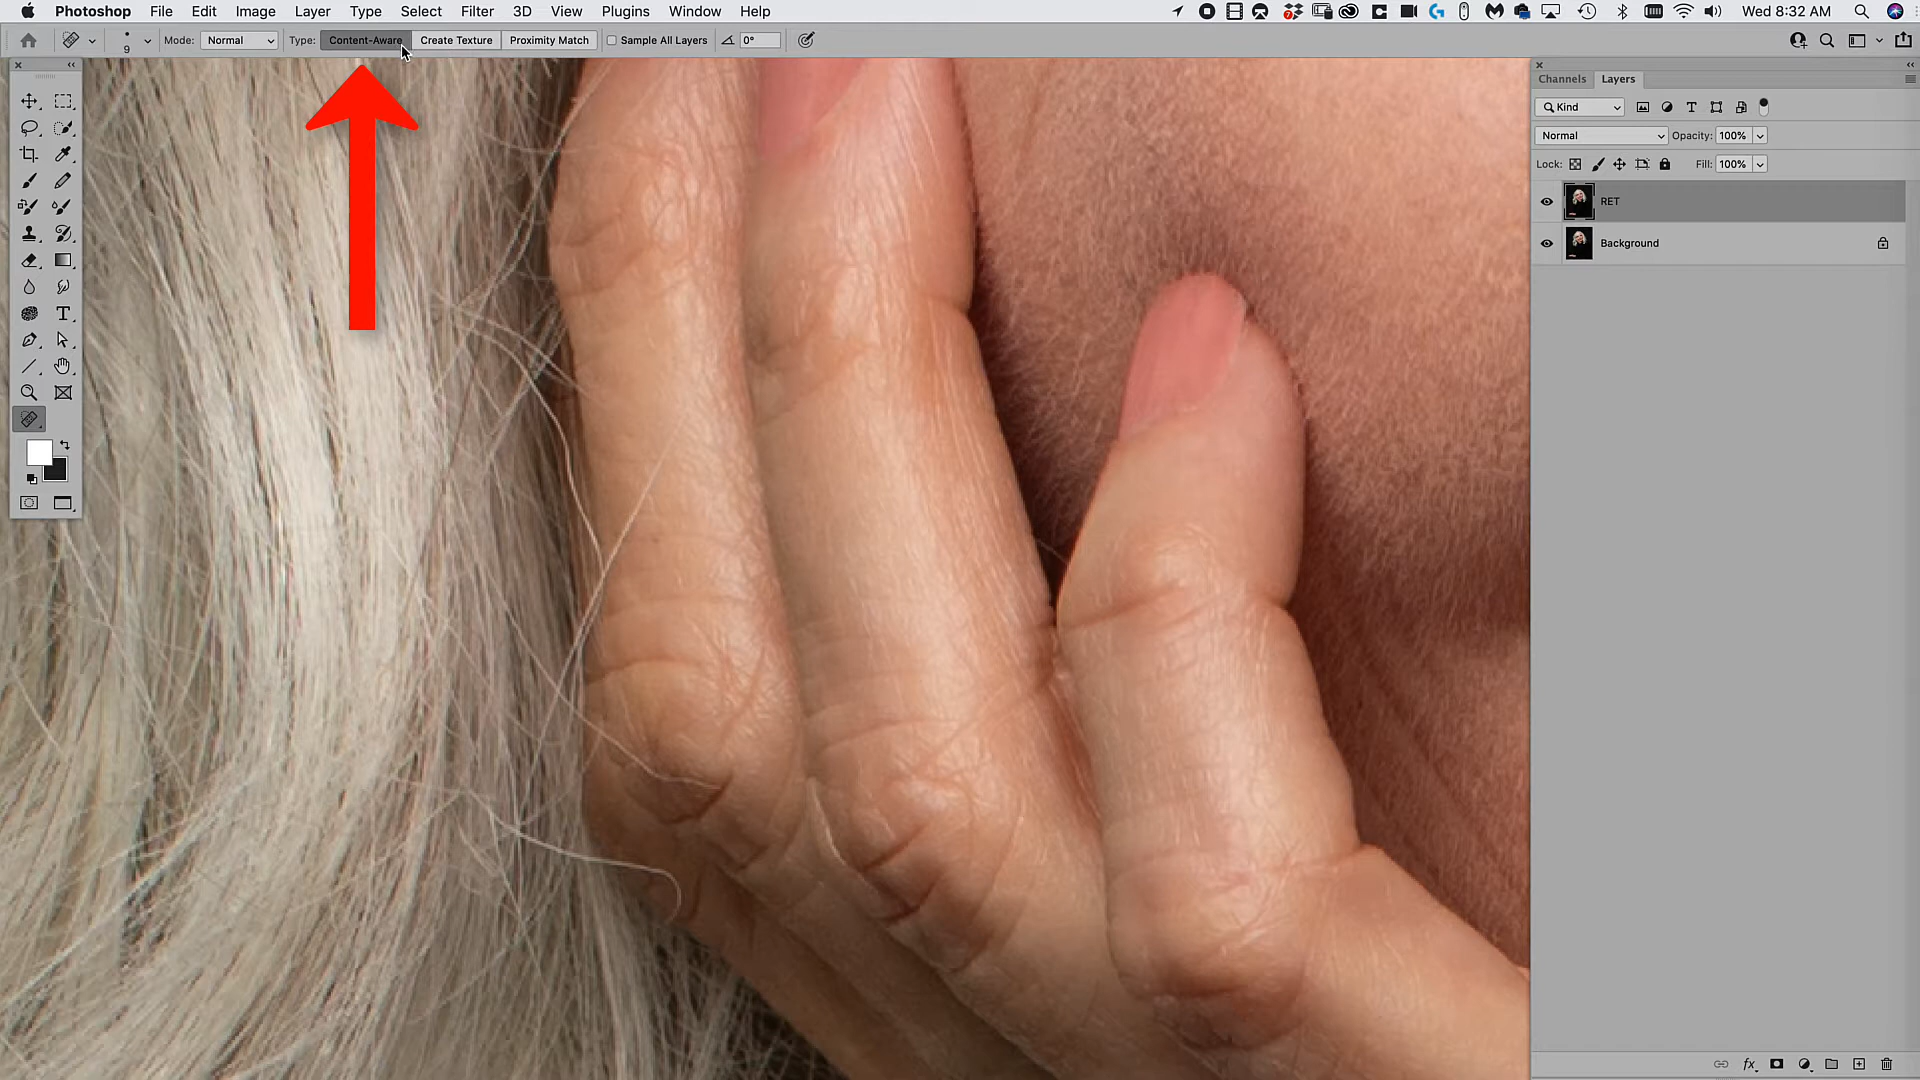 Photoshop File Edit Image Layer Type Select Filter 3D View Plugins Window Help Wed 8:32 AM
9 Mode: Normal Type: Content-Aware Create Texture Proximity Match Sample All Layers 0°
Channels Layers
Kind
Normal Opacity: 100%
Lock: Fill: 100%
RET
Background
fx